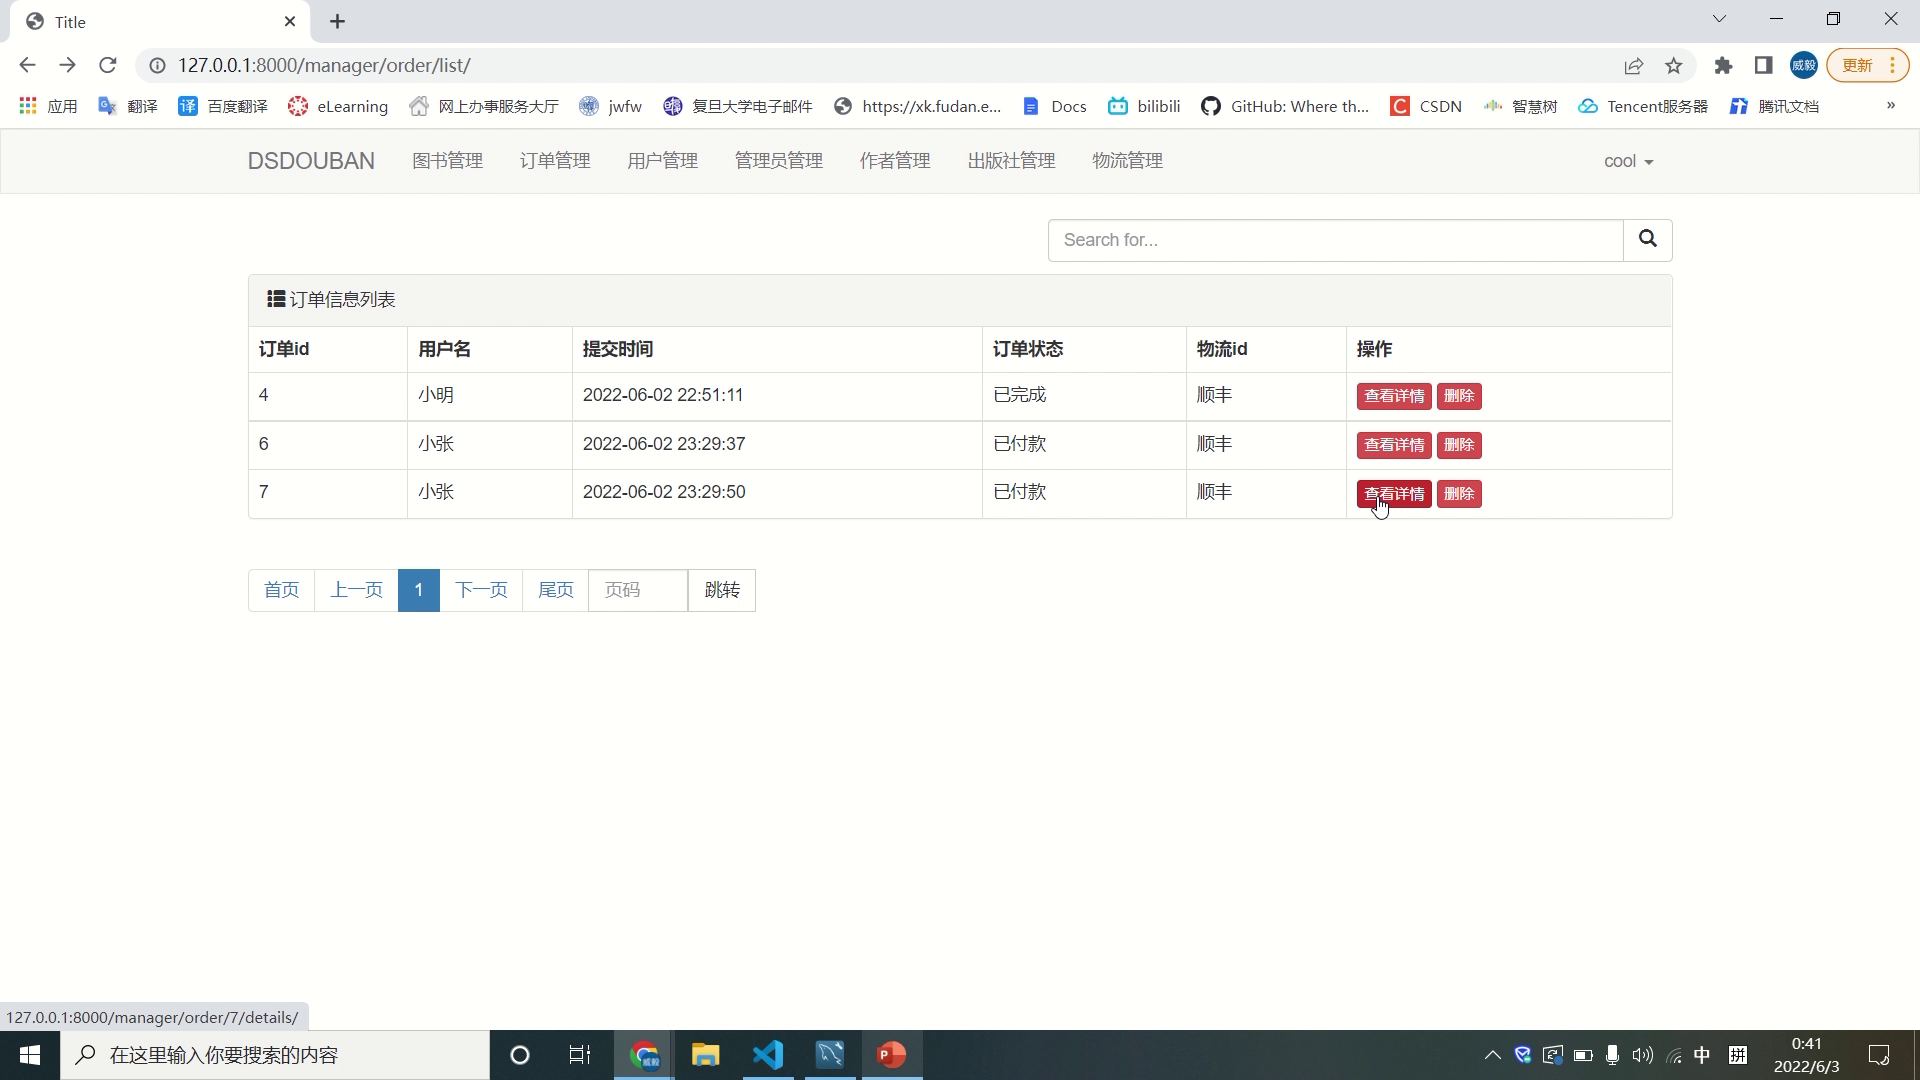 Title
127.0.0.1:8000/manager/order/list/
威毅
更新
应用 翻译 译 百度翻译 eLearning 网上办事服务大厅 jwfw 复旦大学电子邮件 https://xk.fudan.e... Docs bilibili GitHub: Where th... CSDN 智慧树 Tencent服务器 腾讯文档 »
DSDOUBAN 图书管理 订单管理 用户管理 管理员管理 作者管理 出版社管理 物流管理 cool
Search for...
订单信息列表
订单id 用户名 提交时间 订单状态 物流id 操作
4 小明 2022-06-02 22:51:11 已完成 顺丰 查看详情 删除
6 小张 2022-06-02 23:29:37 已付款 顺丰 查看详情 删除
7 小张 2022-06-02 23:29:50 已付款 顺丰 查看详情 删除
首页 上一页 1 下一页 尾页 页码 跳转
127.0.0.1:8000/manager/order/7/details/
在这里输入你要搜索的内容
中 拼
0:41
2022/6/3